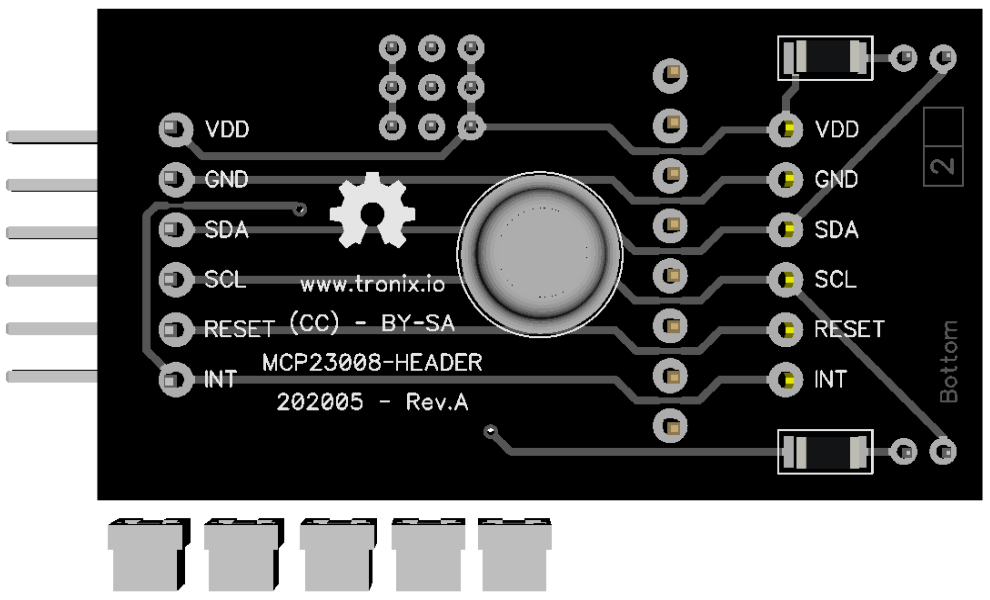 VDD
GND
SDA
SCL
RESET
INT
www.tronix.io
(CC) - BY-SA
MCP23008-HEADER
202005 - Rev.A
VDD
GND
SDA
SCL
RESET
INT
2
Bottom